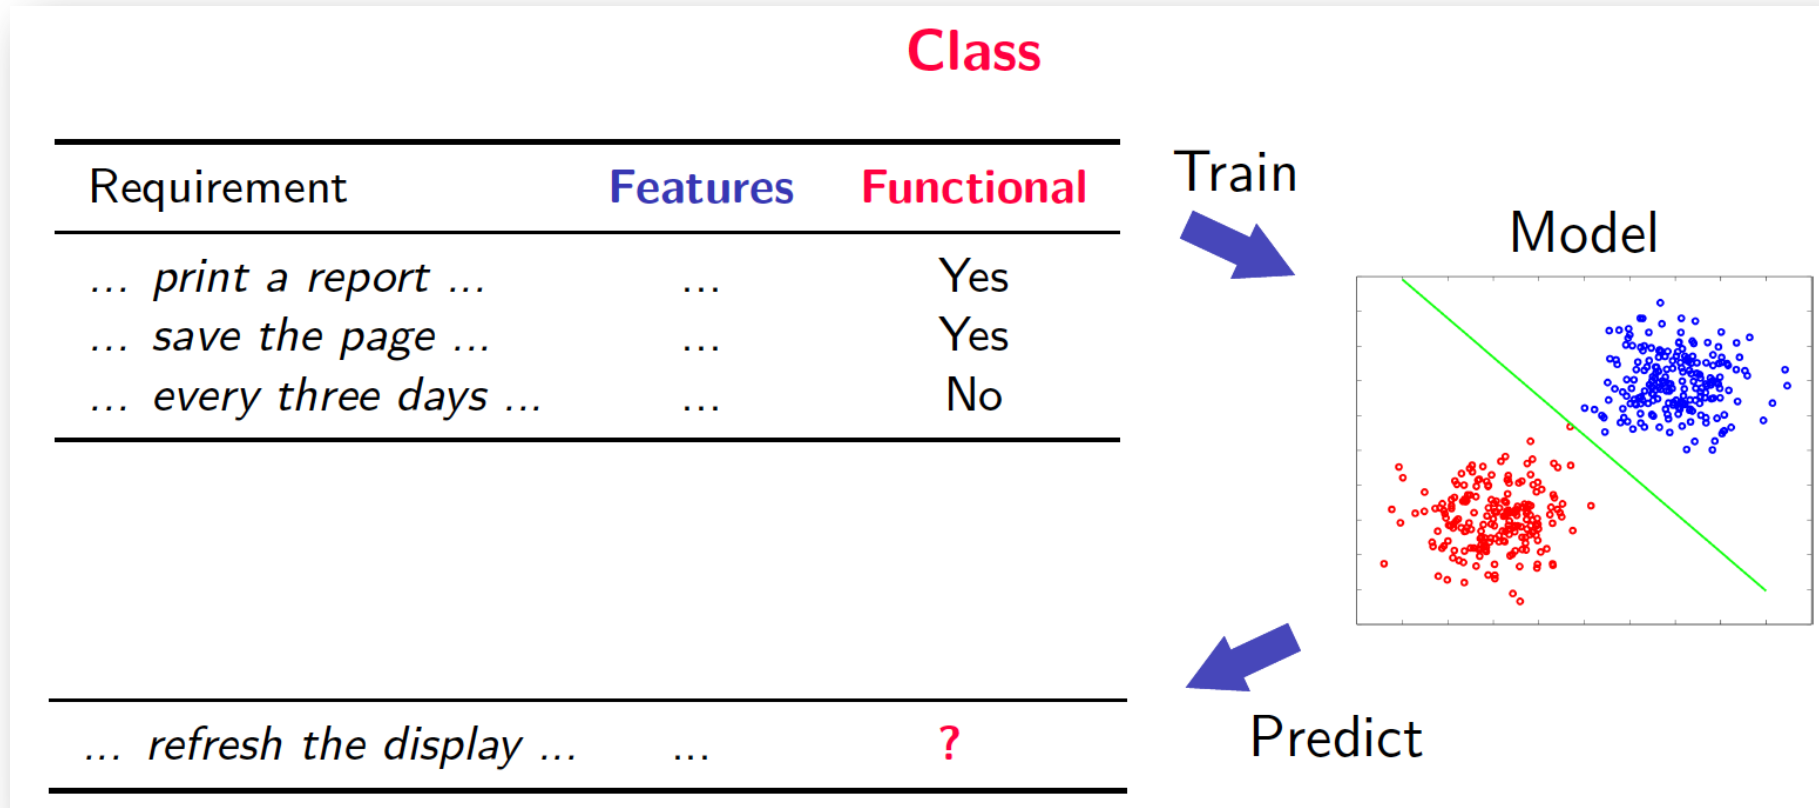 Class
Requirement Features Functional
... print a report ... ... Yes
... save the page ... ... Yes
... every three days ... ... No
Train
Model
Predict
... refresh the display ... ... ?